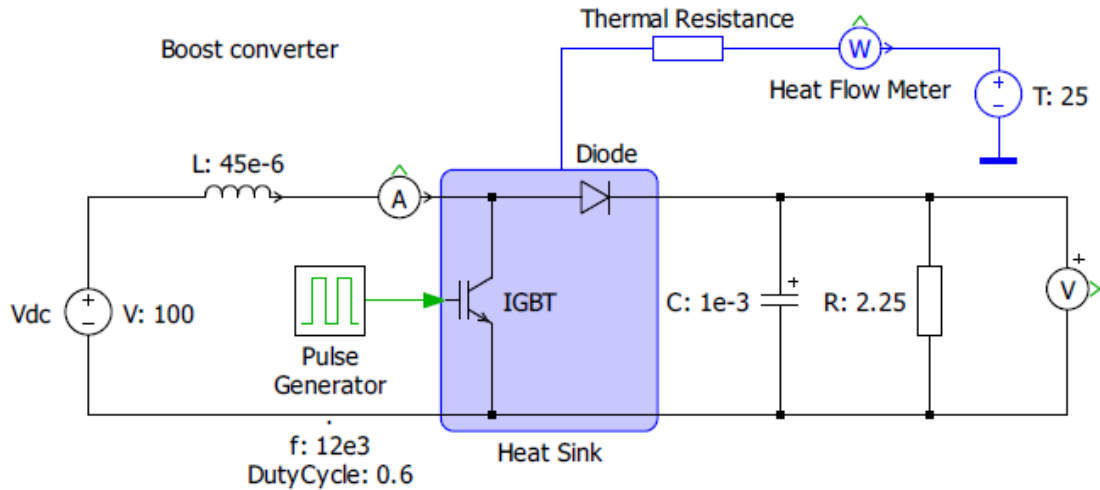 Thermal Resistance
Boost converter
W
Heat Flow Meter
T: 25
Diode
L: 45e-6
A
Vdc
V: 100
IGBT
C: 1e-3
R: 2.25
V
Pulse
Generator
f: 12e3
DutyCycle: 0.6
Heat Sink